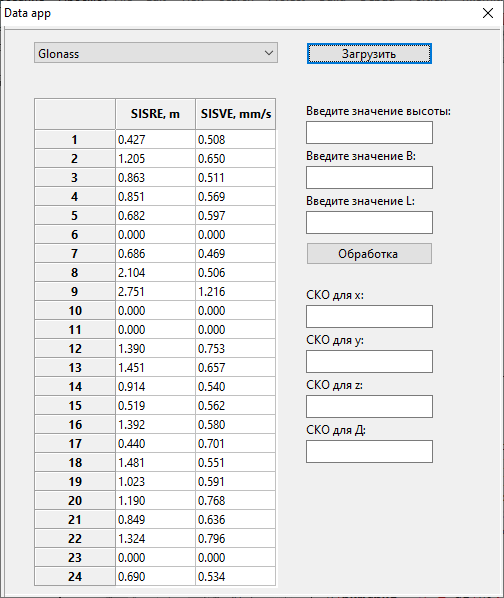 Data app
Glonass
Загрузить
SISRE, m SISVE, mm/s
1 0.427 0.508
2 1.205 0.650
3 0.863 0.511
4 0.851 0.569
5 0.682 0.597
6 0.000 0.000
7 0.686 0.469
8 2.104 0.506
9 2.751 1.216
10 0.000 0.000
11 0.000 0.000
12 1.390 0.753
13 1.451 0.657
14 0.914 0.540
15 0.519 0.562
16 1.392 0.580
17 0.440 0.701
18 1.481 0.551
19 1.023 0.591
20 1.190 0.768
21 0.849 0.636
22 1.324 0.796
23 0.000 0.000
24 0.690 0.534
Введите значение высоты:
Введите значение B:
Введите значение L:
Обработка
СКО для x:
СКО для y:
СКО для z:
СКО для Д: